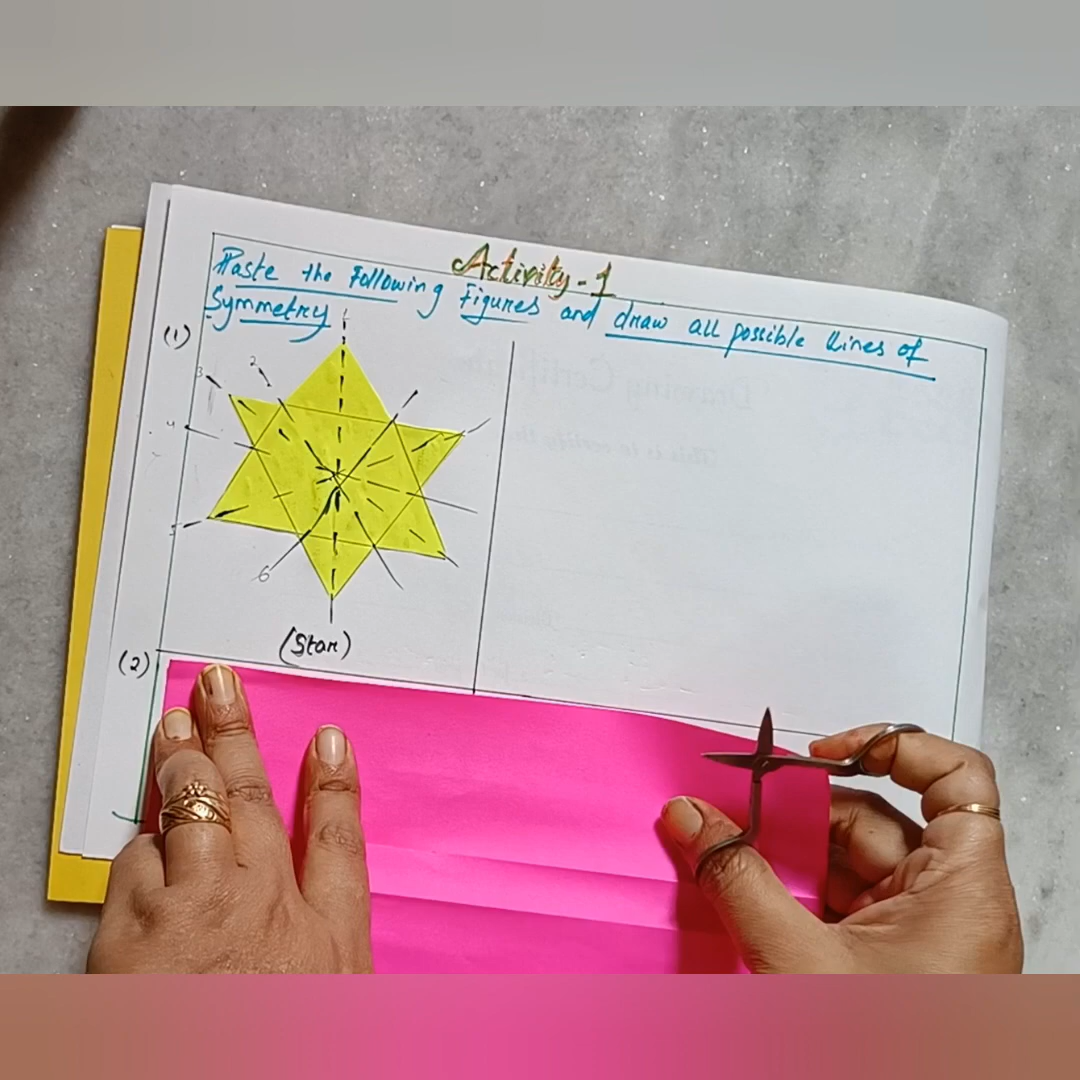 Activity-1
Paste the Following Figures and draw all possible Lines of
Symmetry
(1)
1
2
3
4
5
6
(Star)
(2)